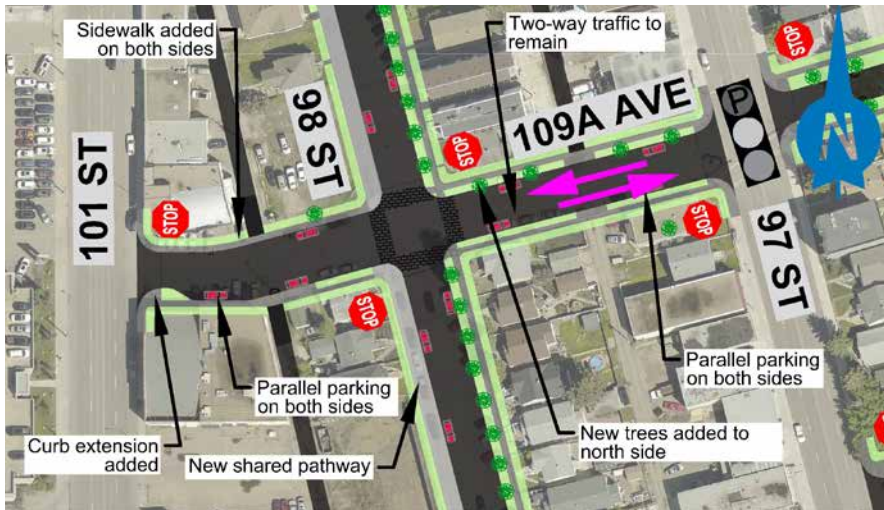 Sidewalk added
on both sides
Two-way traffic to
remain
STOP
98 ST
109A AVE
STOP
P
N
101 ST
STOP
STOP
97 ST
STOP
Parallel parking
on both sides
Parallel parking
on both sides
Curb extension
added
New shared pathway
New trees added to
north side
STOP